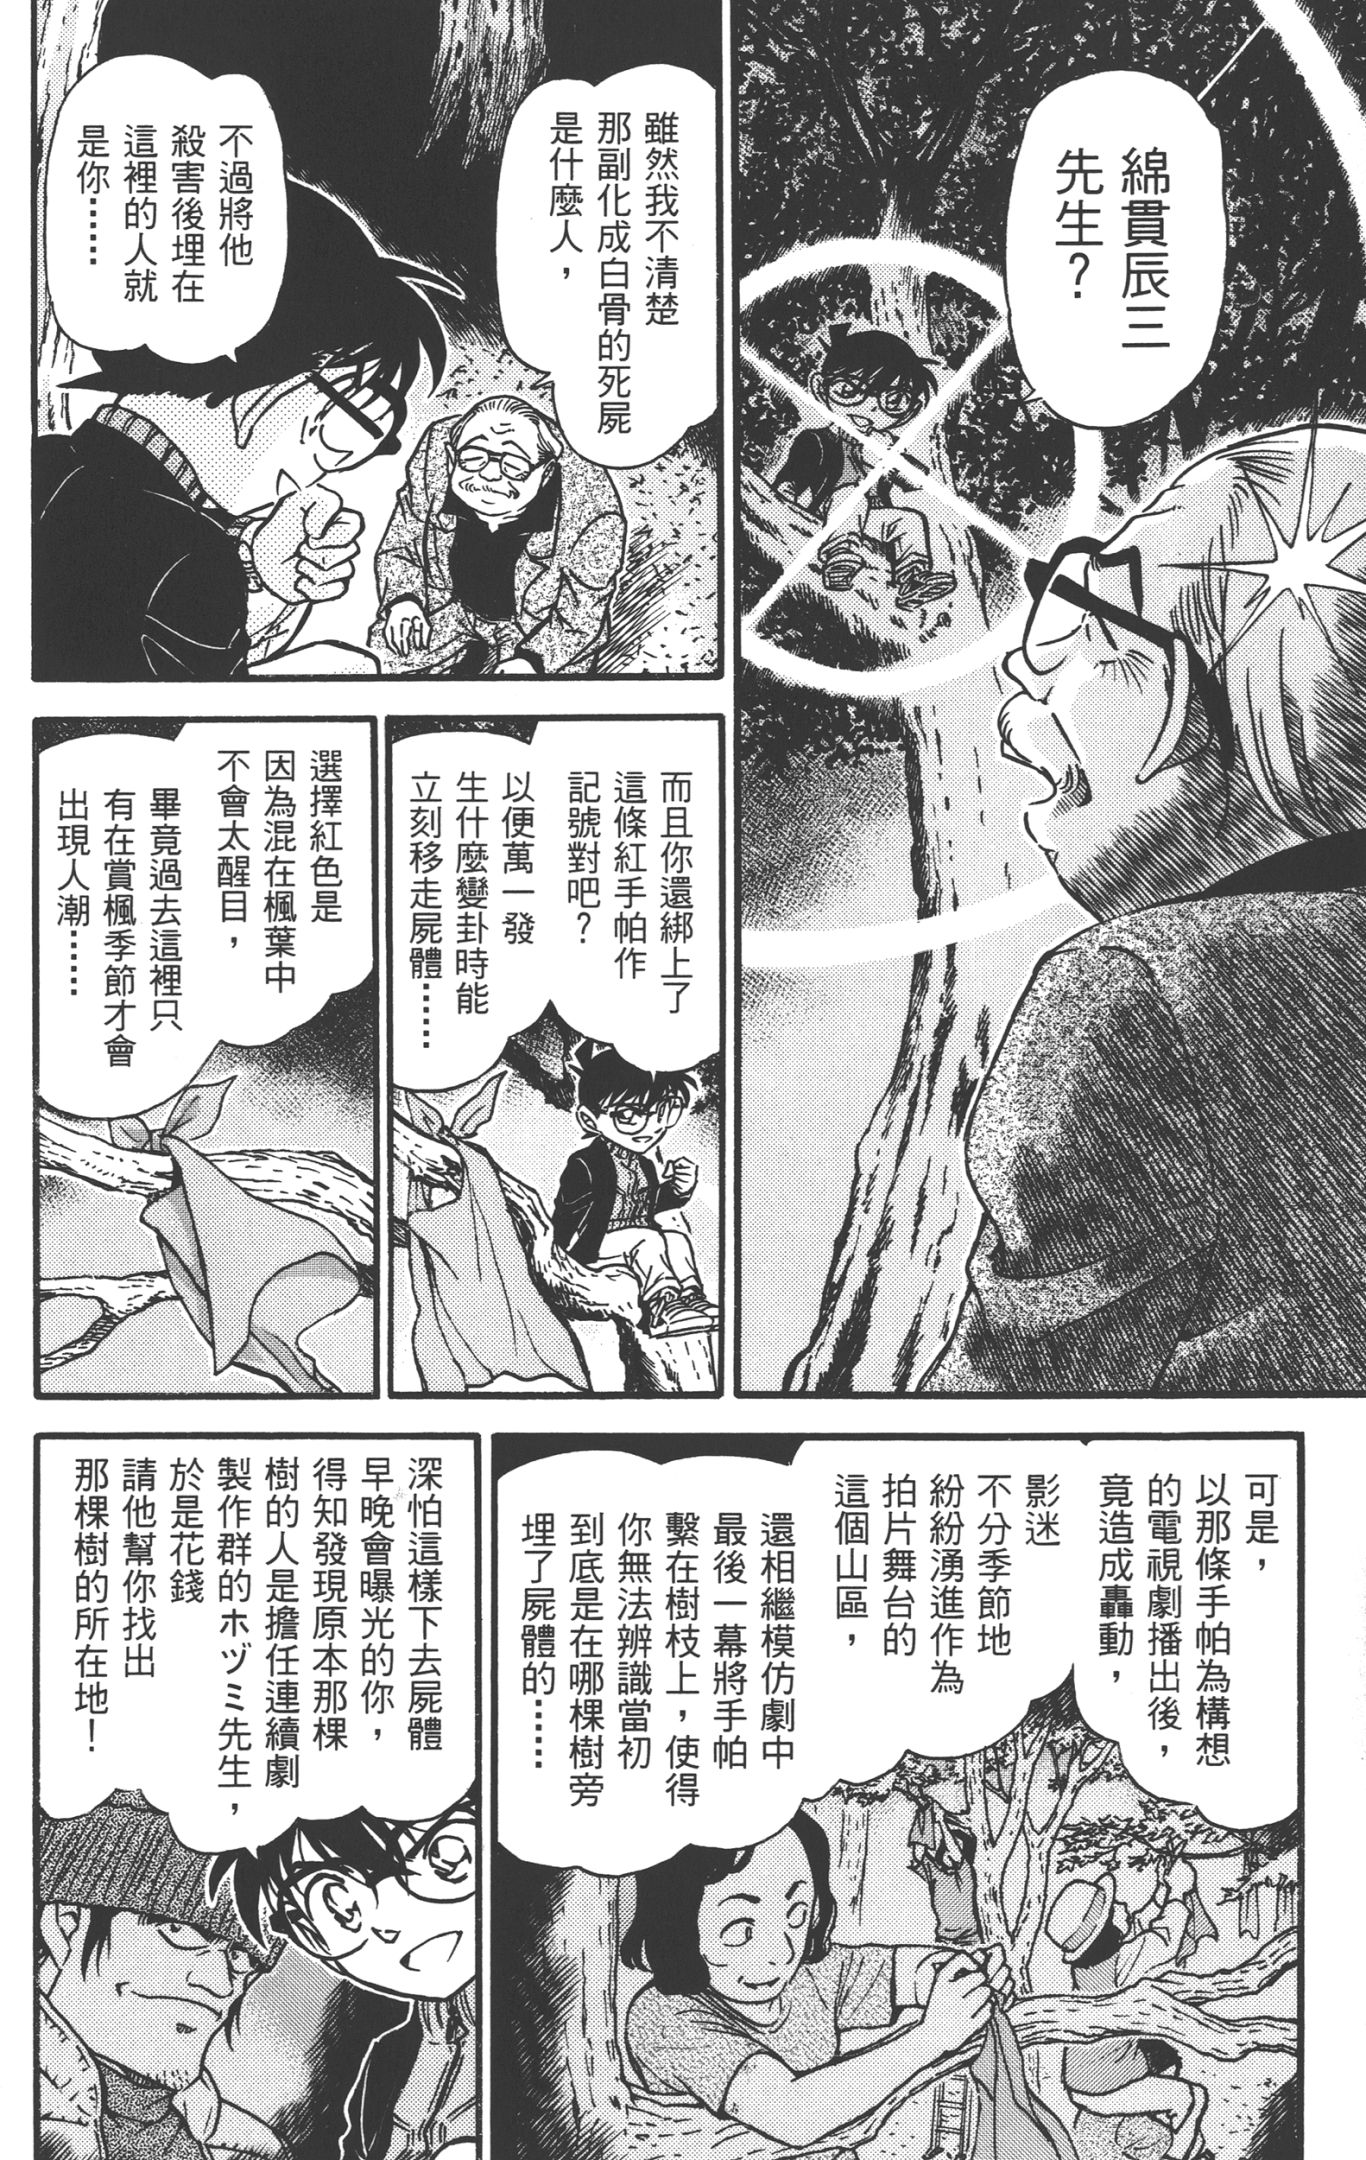 綿貫辰三
先生？
雖然我不清楚
那副化成白骨的死屍
是什麼人，
不過將他
殺害後埋在
這裡的人就
是你……
而且你還綁上了
這條紅手帕作
記號對吧？
以便萬一發
生什麼變卦時能
立刻移走屍體……
選擇紅色是
因為混在楓葉中
不會太醒目，
畢竟過去這裡只
有在賞楓季節才會
出現人潮……
可是，
以那條手帕為構想
的電視劇播出後，
竟造成轟動，
影迷
不分季節地
紛紛湧進作為
拍片舞台的
這個山區，
還相繼模仿劇中
最後一幕將手帕
繫在樹枝上，使得
你無法辨識當初
到底是在哪棵樹旁
埋了屍體的……
深怕這樣下去屍體
早晚會曝光的你，
得知發現原本那棵
樹的人是擔任連續劇
製作群的ホヅミ先生，
於是花錢
請他幫你找出
那棵樹的所在地！